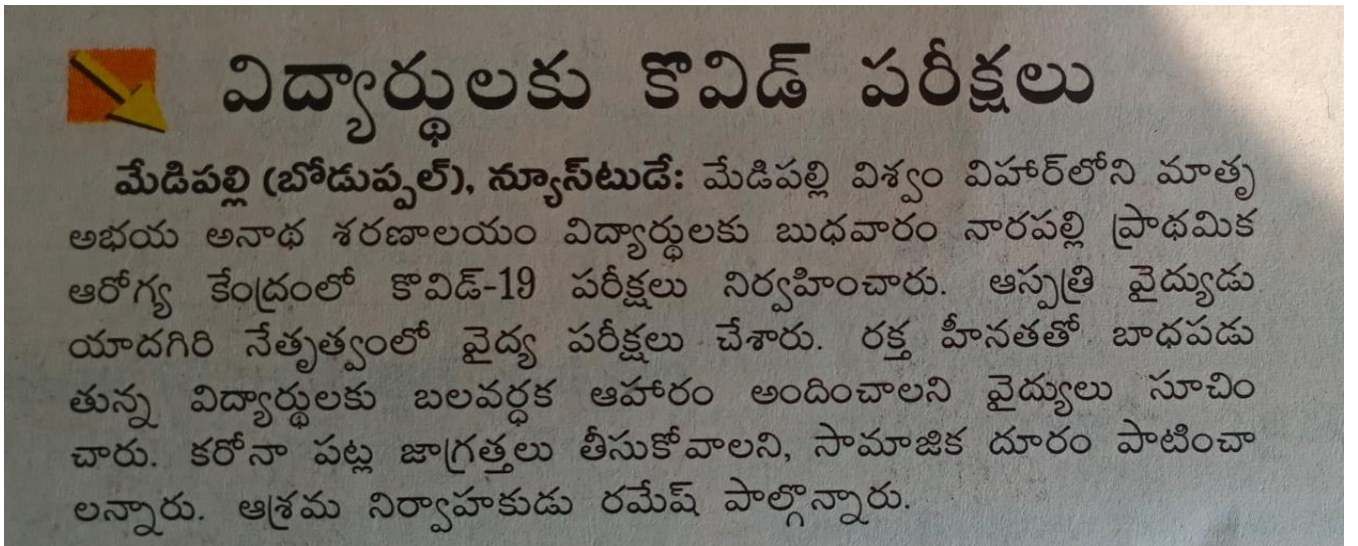 విద్యార్థులకు కొవిడ్ పరీక్షలు
మేడిపల్లి (బోడుప్పల్), న్యూస్‌టుడే: మేడిపల్లి విశ్వం విహార్‌లోని మాతృ
అభయ అనాథ శరణాలయం విద్యార్థులకు బుధవారం నారపల్లి ప్రాథమిక
ఆరోగ్య కేంద్రంలో కొవిడ్-19 పరీక్షలు నిర్వహించారు. ఆస్పత్రి వైద్యుడు
యాదగిరి నేతృత్వంలో వైద్య పరీక్షలు చేశారు. రక్త హీనతతో బాధపడు
తున్న విద్యార్థులకు బలవర్ధక ఆహారం అందించాలని వైద్యులు సూచిం
చారు. కరోనా పట్ల జాగ్రత్తలు తీసుకోవాలని, సామాజిక దూరం పాటించా
లన్నారు. ఆశ్రమ నిర్వాహకుడు రమేష్ పాల్గొన్నారు.